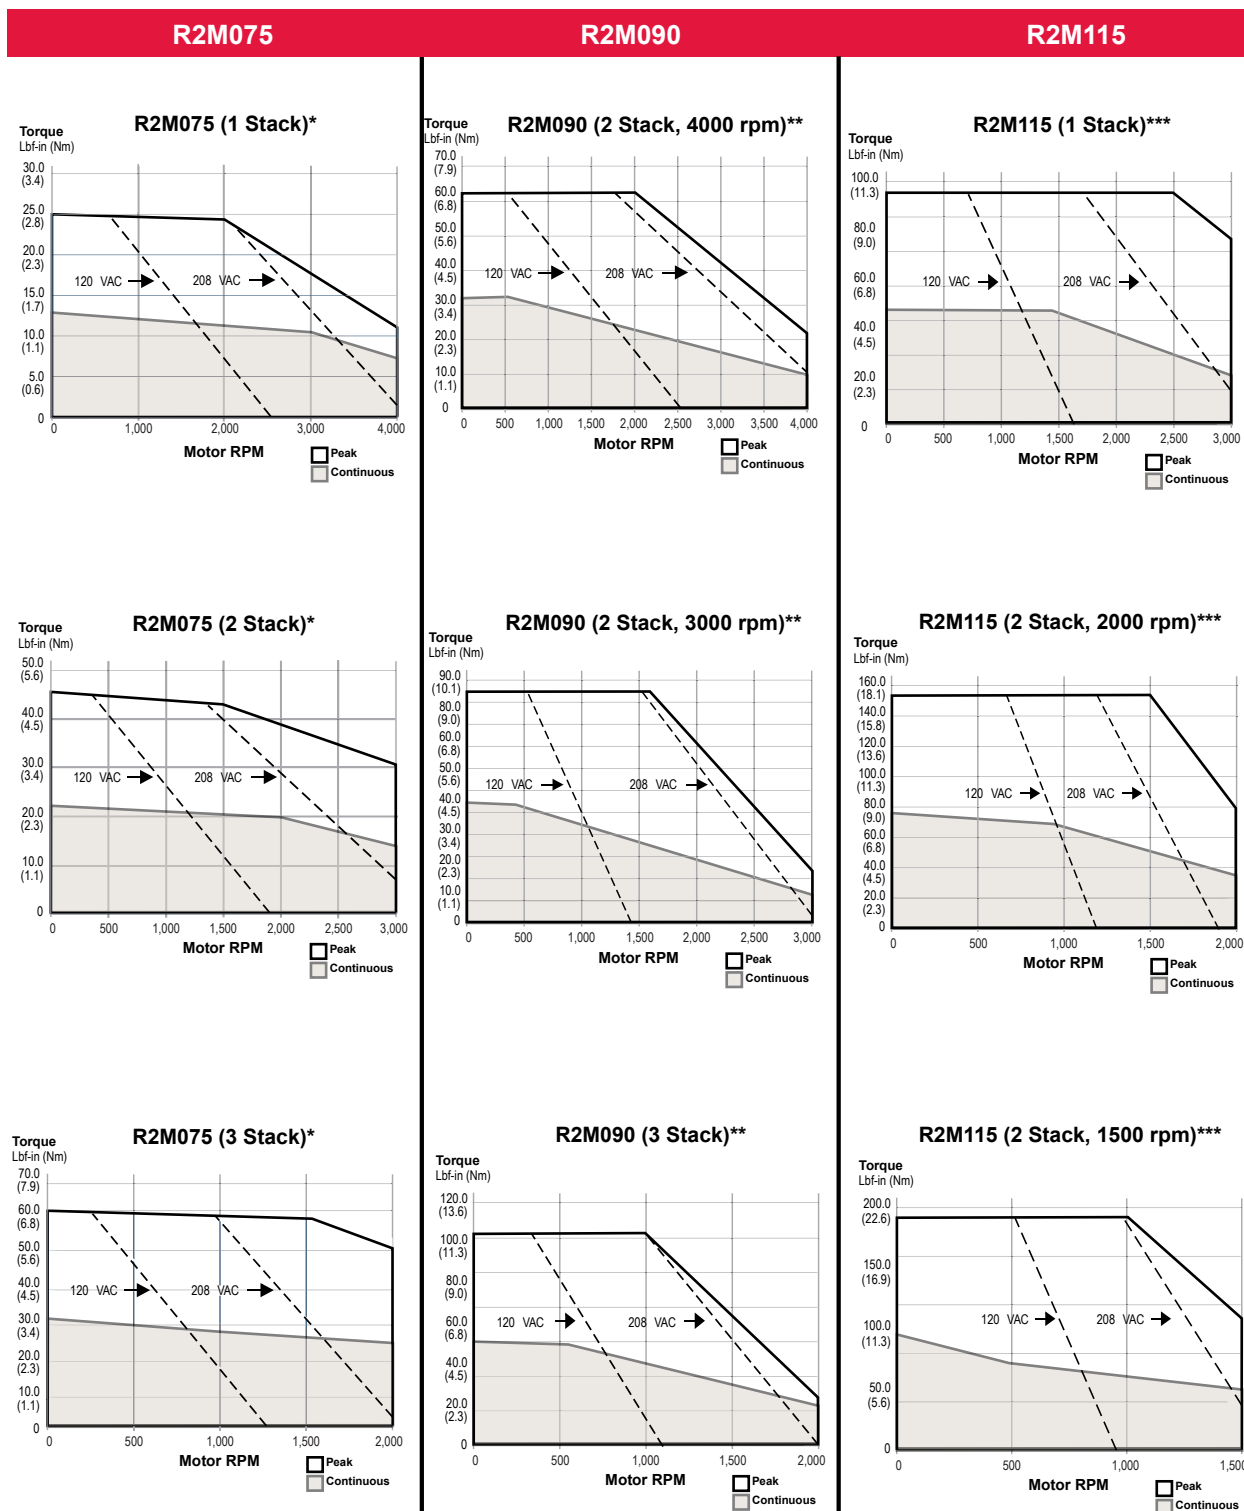 R2M075
R2M090
R2M115
R2M075 (1 Stack)*
Torque
Lbf-in (Nm)
30.0
(3.4)
25.0
(2.8)
20.0
(2.3)
15.0
(1.7)
10.0
(1.1)
5.0
(0.6)
0
120 VAC
208 VAC
0 1,000 2,000 3,000 4,000
Motor RPM
Peak
Continuous
R2M090 (2 Stack, 4000 rpm)**
Torque
Lbf-in (Nm)
70.0
(7.9)
60.0
(6.8)
50.0
(5.6)
40.0
(4.5)
30.0
(3.4)
20.0
(2.3)
10.0
(1.1)
0
120 VAC
208 VAC
0 500 1,000 1,500 2,000 2,500 3,000 3,500 4,000
Motor RPM
Peak
Continuous
R2M115 (1 Stack)***
Torque
Lbf-in (Nm)
100.0
(11.3)
80.0
(9.0)
60.0
(6.8)
40.0
(4.5)
20.0
(2.3)
0
120 VAC
208 VAC
0 500 1,000 1,500 2,000 2,500 3,000
Motor RPM
Peak
Continuous
R2M075 (2 Stack)*
Torque
Lbf-in (Nm)
50.0
(5.6)
40.0
(4.5)
30.0
(3.4)
20.0
(2.3)
10.0
(1.1)
0
120 VAC
208 VAC
0 500 1,000 1,500 2,000 2,500 3,000
Motor RPM
Peak
Continuous
R2M090 (2 Stack, 3000 rpm)**
Torque
Lbf-in (Nm)
90.0
(10.1)
80.0
(9.0)
60.0
(6.8)
50.0
(5.6)
40.0
(4.5)
30.0
(3.4)
20.0
(2.3)
10.0
(1.1)
0
120 VAC
208 VAC
0 500 1,000 1,500 2,000 2,500 3,000
Motor RPM
Peak
Continuous
R2M115 (2 Stack, 2000 rpm)***
Torque
Lbf-in (Nm)
160.0
(18.1)
140.0
(15.8)
120.0
(13.6)
100.0
(11.3)
80.0
(9.0)
60.0
(6.8)
40.0
(4.5)
20.0
(2.3)
0
120 VAC
208 VAC
0 500 1,000 1,500 2,000
Motor RPM
Peak
Continuous
R2M075 (3 Stack)*
Torque
Lbf-in (Nm)
70.0
(7.9)
60.0
(6.8)
50.0
(5.6)
40.0
(4.5)
30.0
(3.4)
20.0
(2.3)
10.0
(1.1)
0
120 VAC
208 VAC
0 500 1,000 1,500 2,000
Motor RPM
Peak
Continuous
R2M090 (3 Stack)**
Torque
Lbf-in (Nm)
120.0
(13.6)
100.0
(11.3)
80.0
(9.0)
60.0
(6.8)
40.0
(4.5)
20.0
(2.3)
0
120 VAC
208 VAC
0 500 1,000 1,500 2,000
Motor RPM
Peak
Continuous
R2M115 (2 Stack, 1500 rpm)***
Torque
Lbf-in (Nm)
200.0
(22.6)
150.0
(16.9)
100.0
(11.3)
50.0
(5.6)
0
120 VAC
208 VAC
0 500 1,000 1,500
Motor RPM
Peak
Continuous